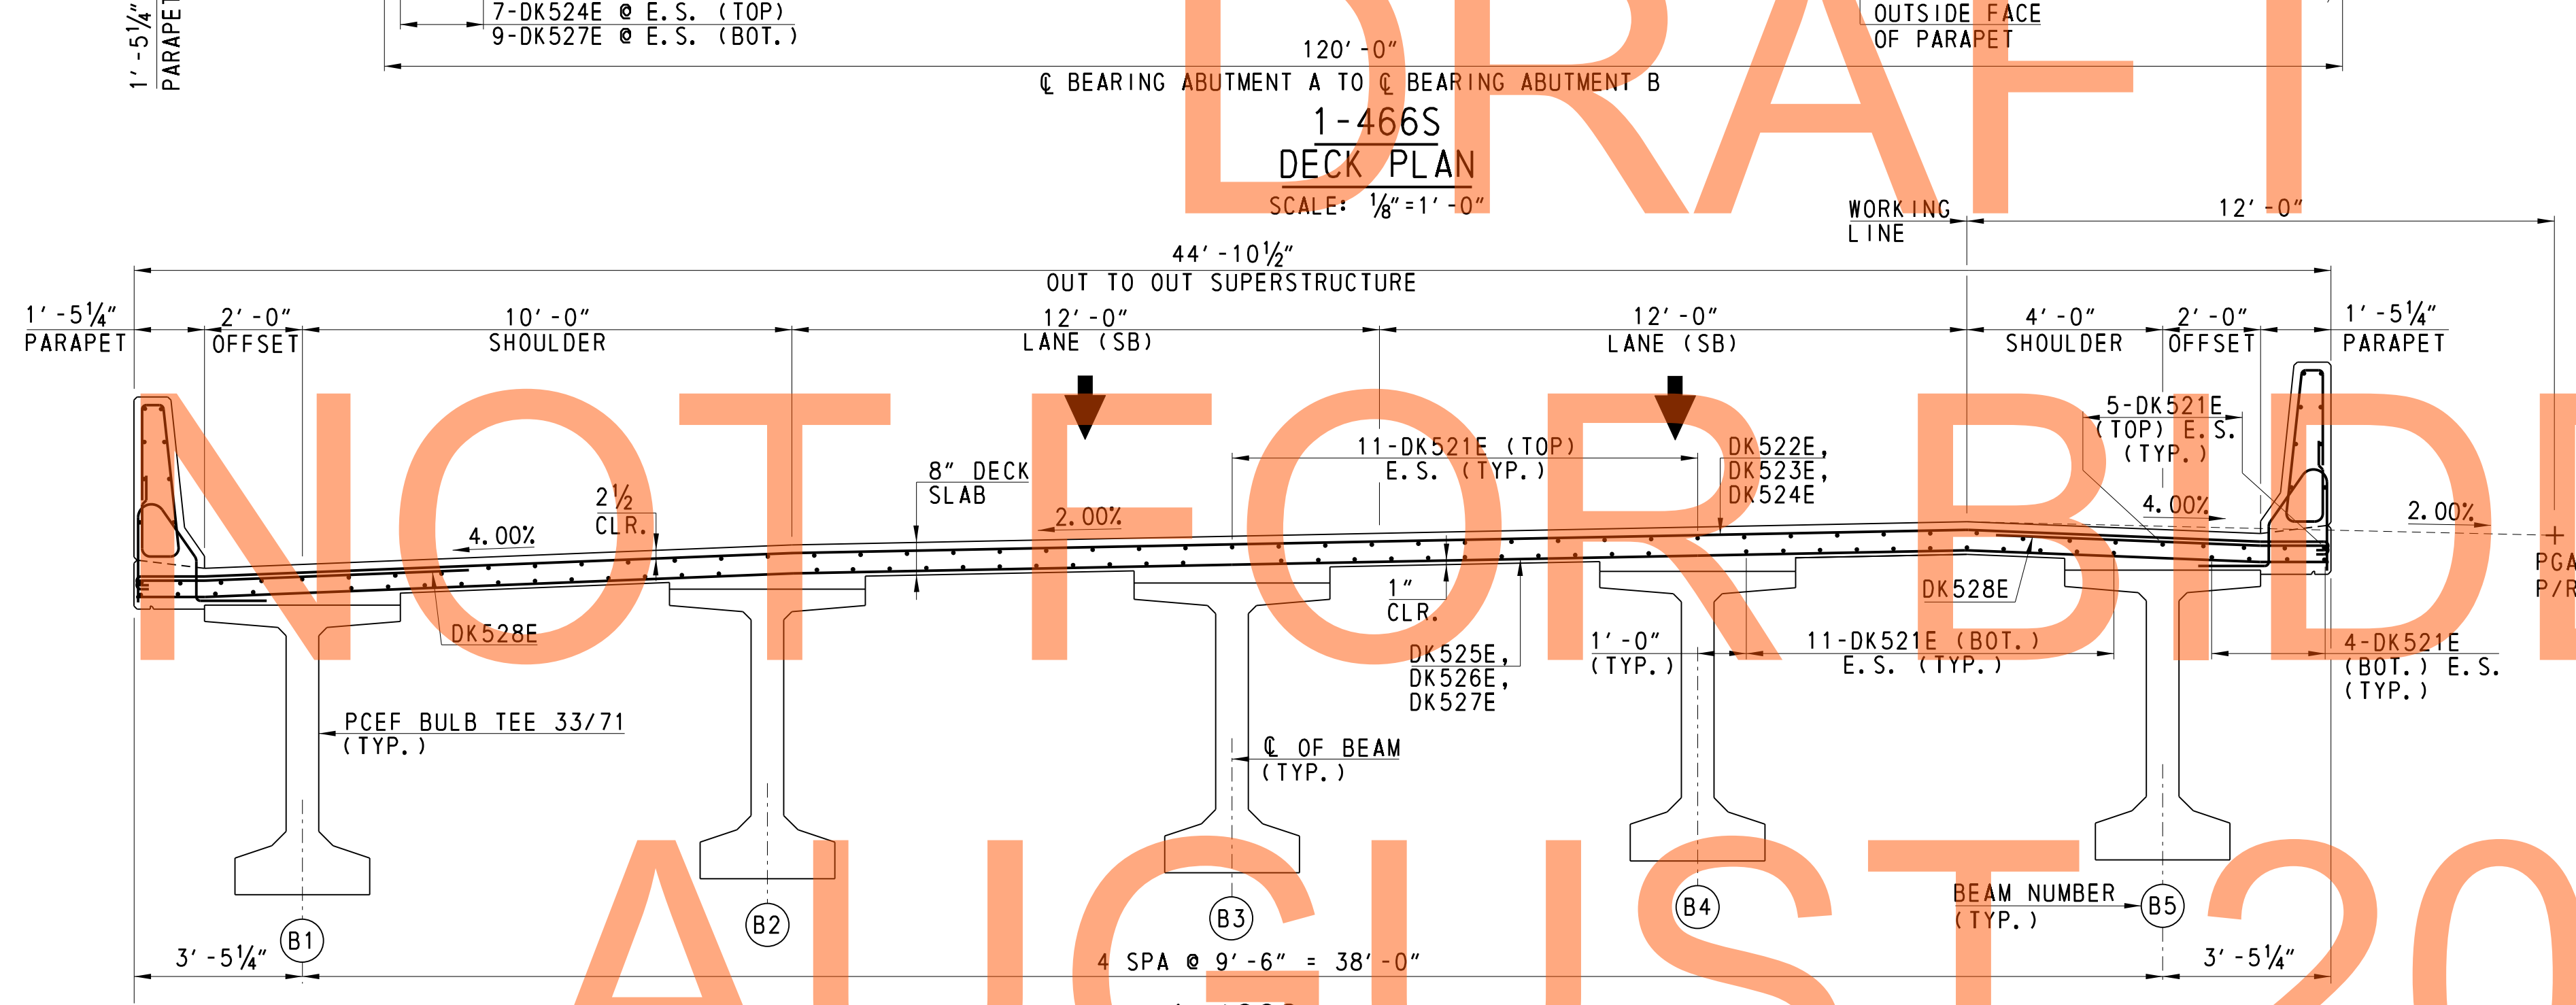 1'-5¼"
PARAPET
7-DK524E @ E.S. (TOP)
9-DK527E @ E.S. (BOT.)
OUTSIDE FACE
OF PARAPET
120'-0"
℄ BEARING ABUTMENT A TO ℄ BEARING ABUTMENT B
1-466S
DECK PLAN
SCALE: ⅛"=1'-0"
DRAFT
WORKING
LINE
12'-0"
44'-10½"
OUT TO OUT SUPERSTRUCTURE
1'-5¼"
PARAPET
2'-0"
OFFSET
10'-0"
SHOULDER
12'-0"
LANE (SB)
12'-0"
LANE (SB)
4'-0"
SHOULDER
2'-0"
OFFSET
1'-5¼"
PARAPET
NOT FOR
5-DK521E
(TOP) E.S.
(TYP.)
11-DK521E (TOP)
E.S. (TYP.)
DK522E,
DK523E,
DK524E
8" DECK
SLAB
2½
CLR.
4.00%
2.00%
4.00%
2.00%
1"
CLR.
DK528E
DK528E
DK525E,
DK526E,
DK527E
1'-0"
(TYP.)
11-DK521E (BOT.)
E.S. (TYP.)
4-DK521E
(BOT.) E.S.
(TYP.)
PCEF BULB TEE 33/71
(TYP.)
℄ OF BEAM
(TYP.)
AUGUST 20
BEAM NUMBER
(TYP.)
B1
B2
B3
B4
B5
3'-5¼"
4 SPA @ 9'-6" = 38'-0"
3'-5¼"